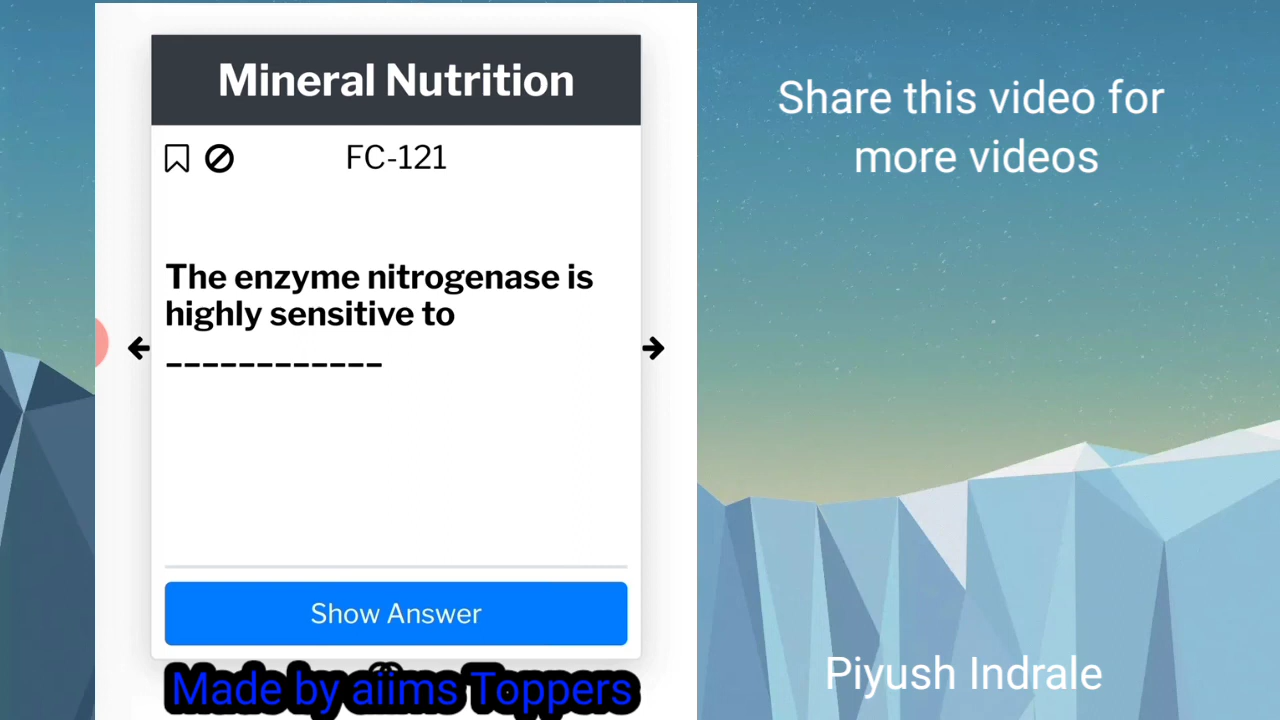 Mineral Nutrition
FC-121
The enzyme nitrogenase is
highly sensitive to
____________
Show Answer
Made by aiims Toppers
Share this video for
more videos
Piyush Indrale